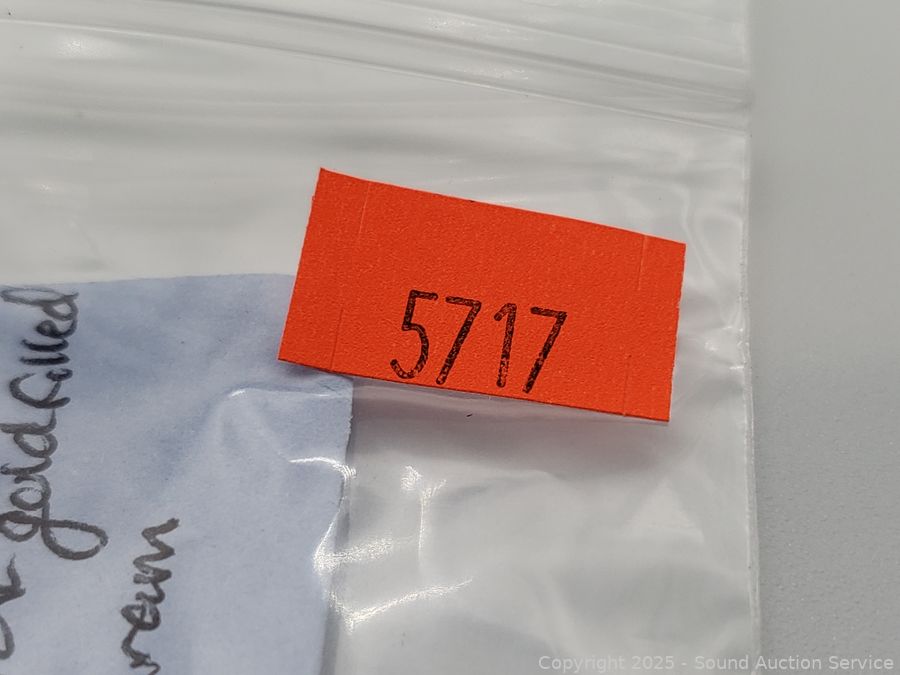 5717
gold filled
Copyright 2025 - Sound Auction Service